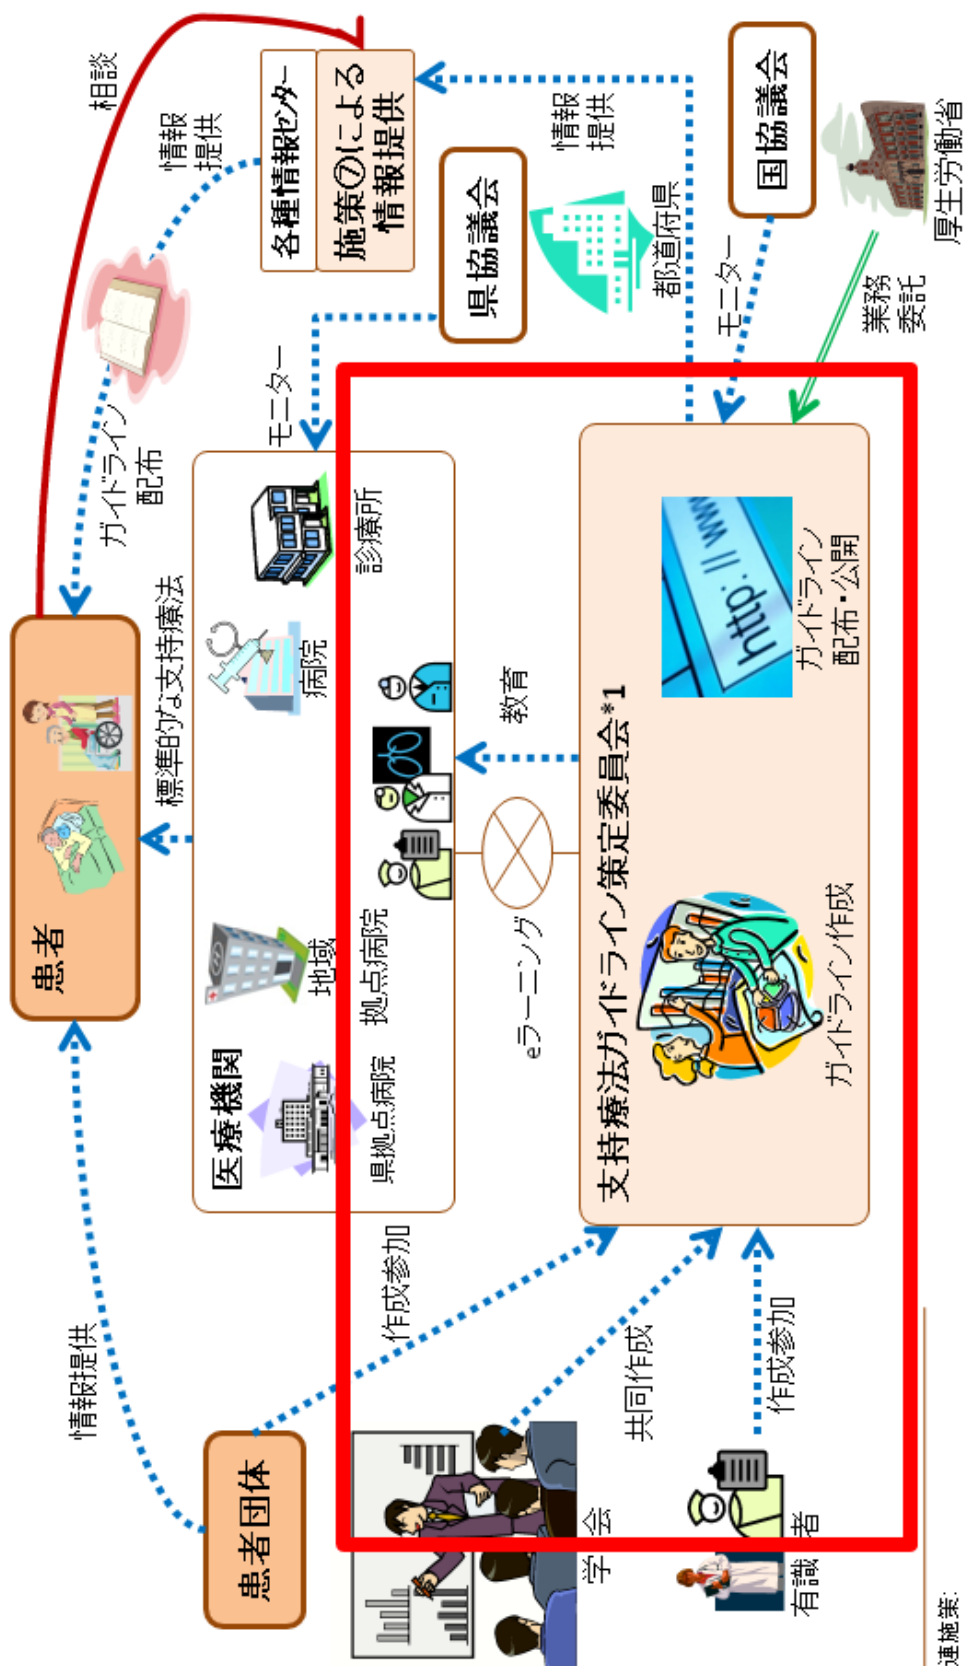 患者団体
情報提供
患者
相談
情報
提供
ガイドライン
配布
各種情報センター
施策⑦による
情報提供
標準的な支持療法
医療機関
県拠点病院
地域
拠点病院
病院
診療所
モニター
県協議会
都道府県
情報
提供
国協議会
モニター
厚生労働省
業務
委託
作成参加
共同作成
作成参加
学会
有識者
eラーニング
教育
支持療法ガイドライン策定委員会*1
ガイドライン作成
http://www
ガイドライン
配布・公開
連施策: